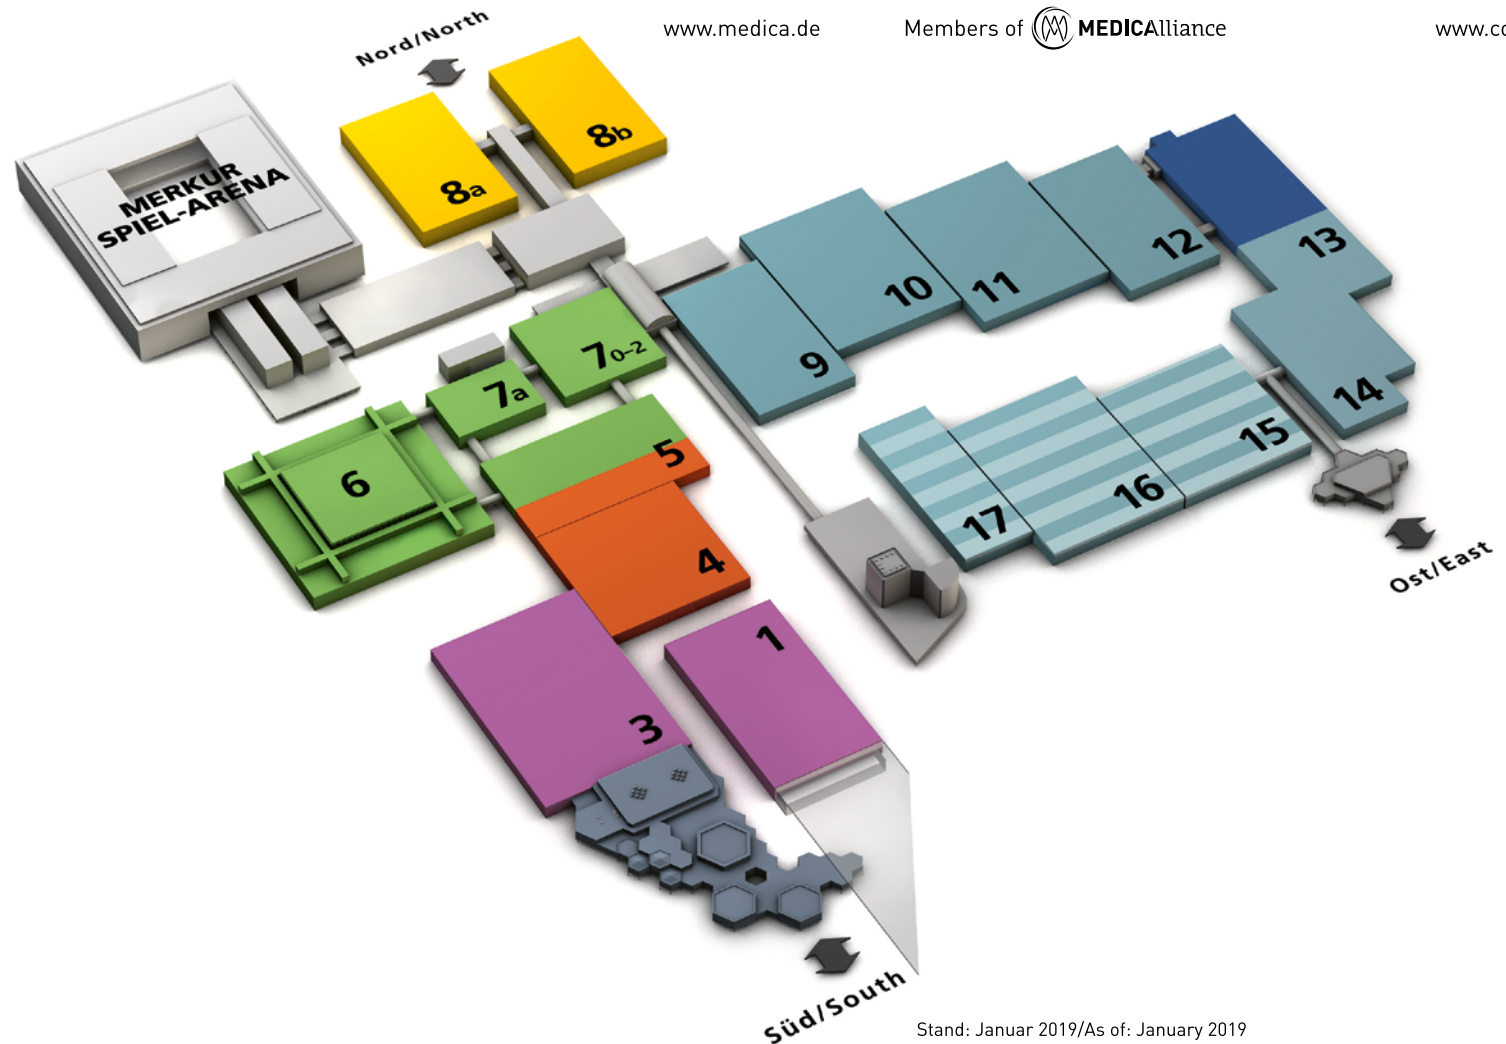 www.medica.de
Members of MEDICAlliance
www.co
Nord/North
8b
8a
MERKUR
SPIEL-ARENA
13
12
11
10
9
7 0–2
7a
14
15
16
17
5
6
4
Ost/East
1
3
Süd/South
Stand: Januar 2019/As of: January 2019